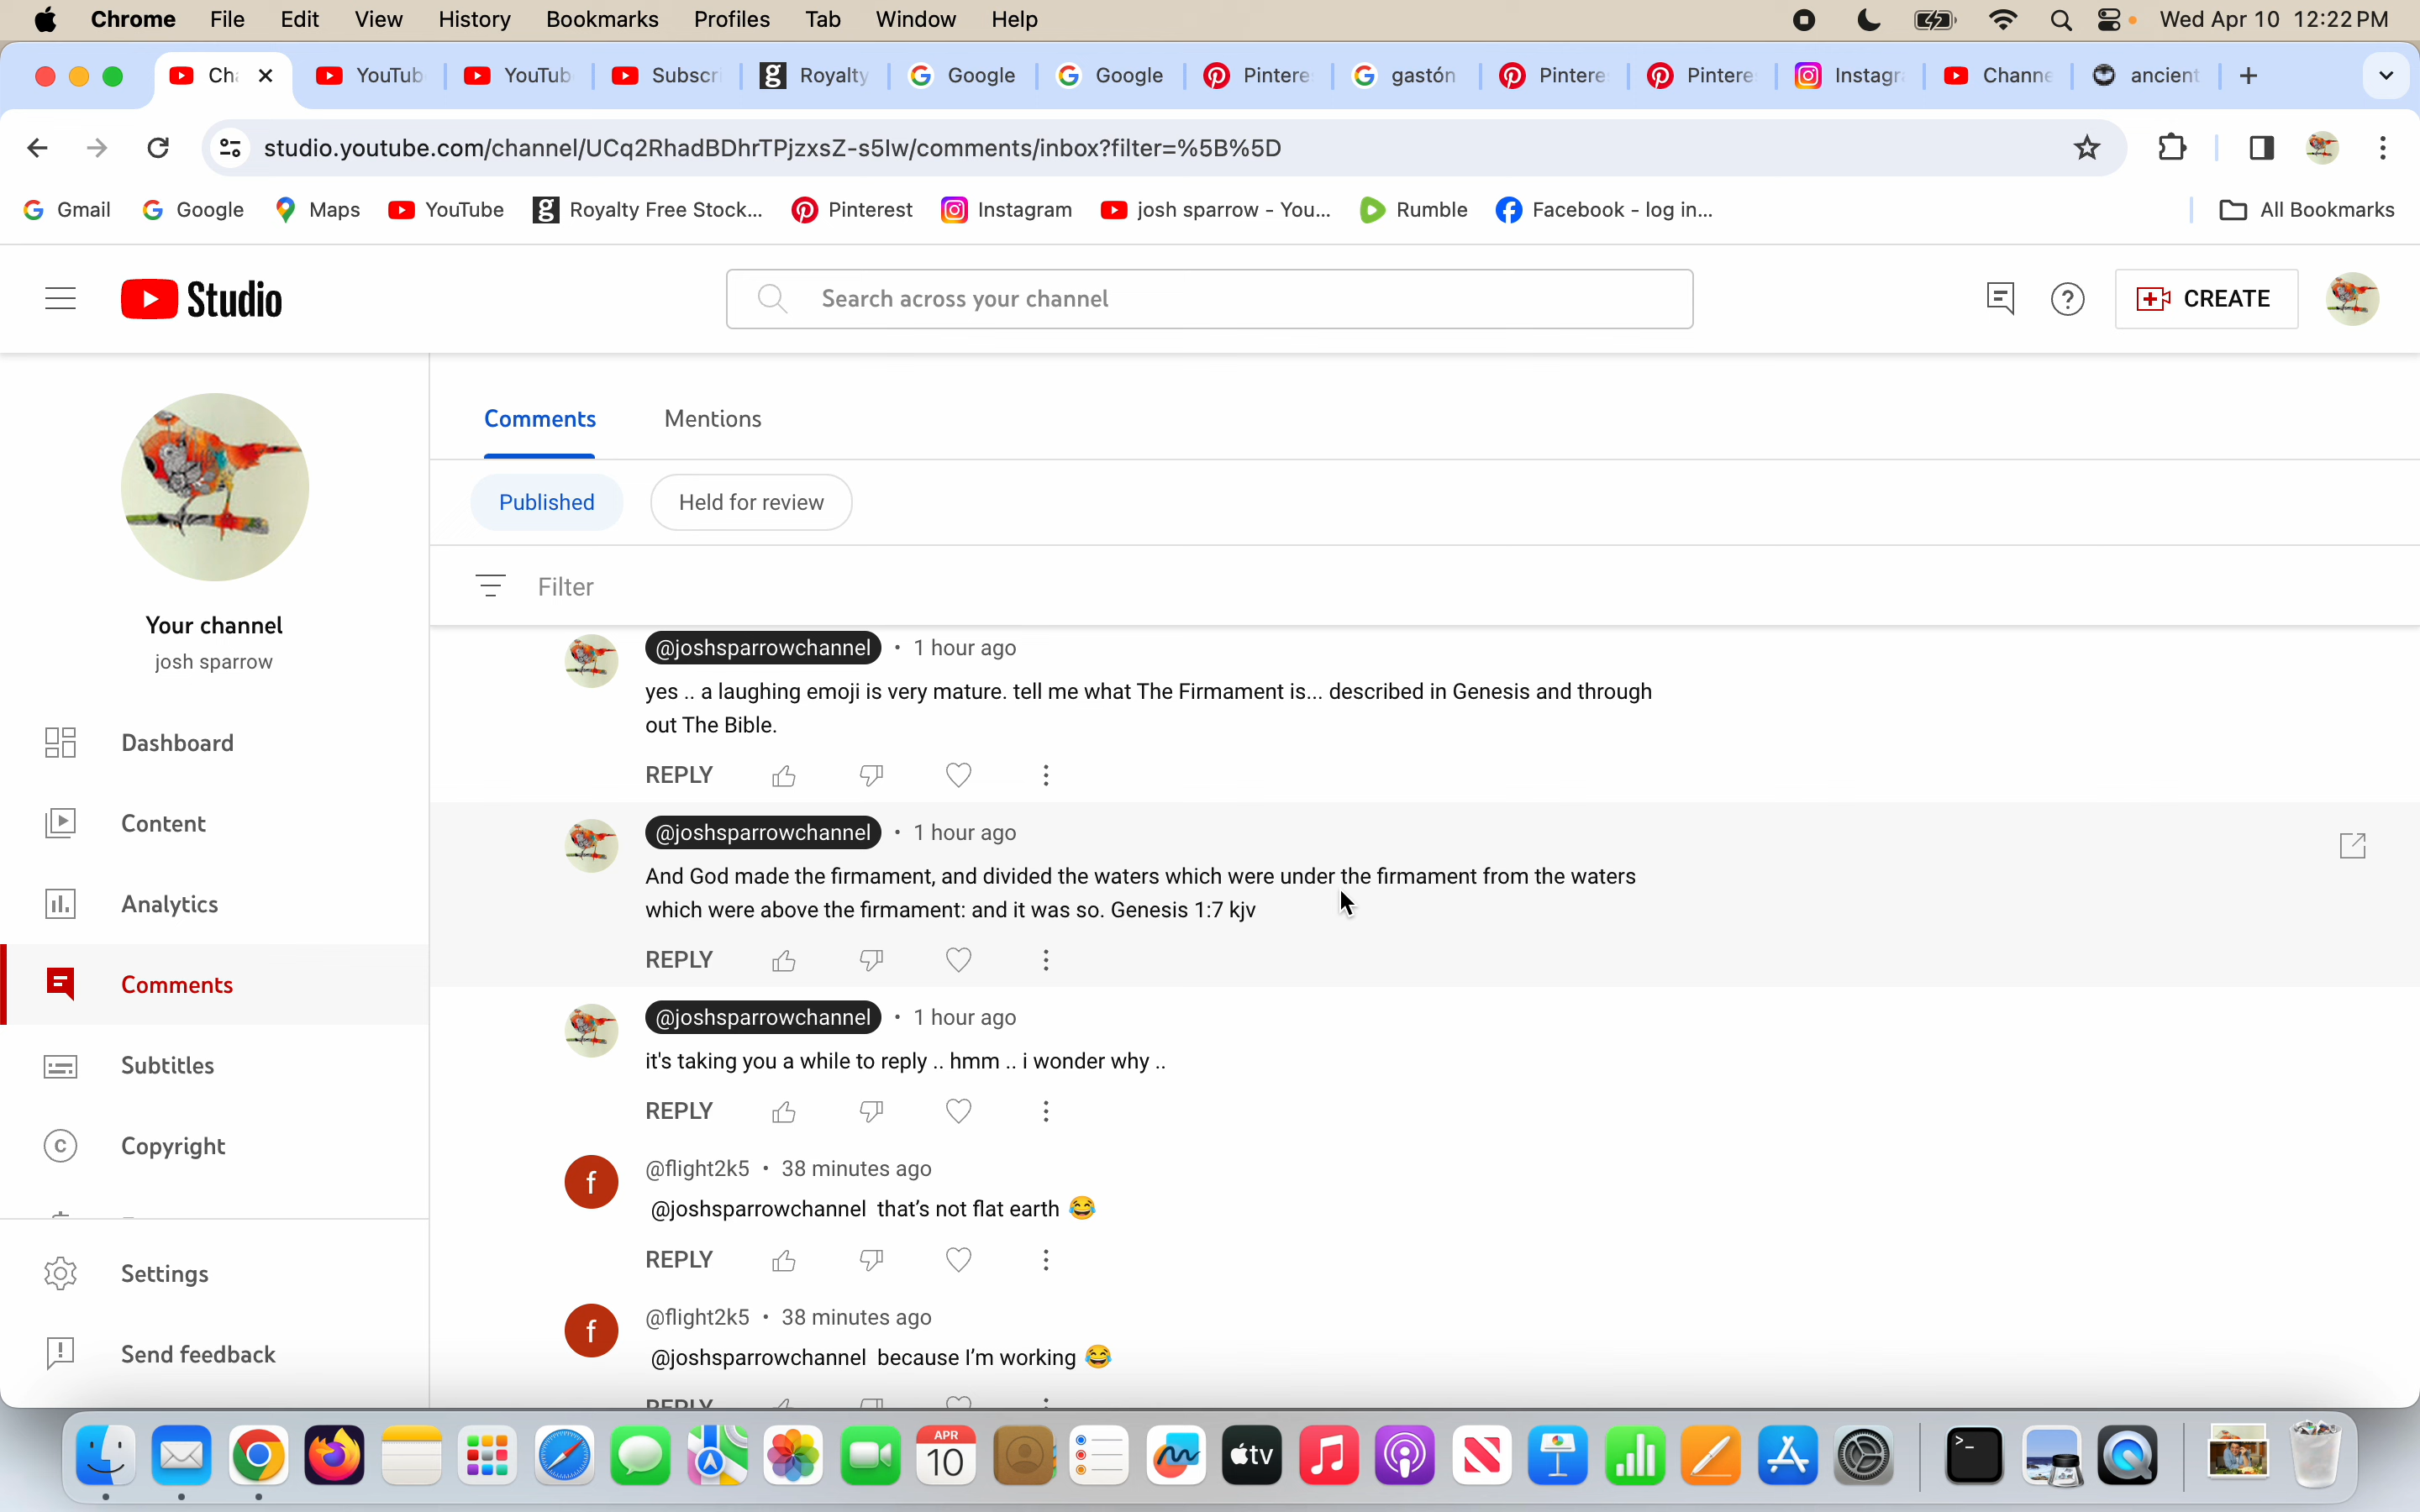 Chrome File Edit View History Bookmarks Profiles Tab Window Help Wed Apr 10 12:22 PM
Ch YouTub YouTub Subscri Royalty Google Google Pintere gastón Pintere Pintere Instagr Channe ancient
studio.youtube.com/channel/UCq2RhadBDhrTPjzxsZ-s5Iw/comments/inbox?filter=%5B%5D
Gmail Google Maps YouTube Royalty Free Stock... Pinterest Instagram josh sparrow - You... Rumble Facebook - log in... All Bookmarks
Studio
Search across your channel
CREATE
Your channel
josh sparrow
Dashboard
Content
Analytics
Comments
Subtitles
Copyright
Settings
Send feedback
Comments Mentions
Published Held for review
Filter
@joshsparrowchannel • 1 hour ago
yes .. a laughing emoji is very mature. tell me what The Firmament is... described in Genesis and through
out The Bible.
REPLY
@joshsparrowchannel • 1 hour ago
And God made the firmament, and divided the waters which were under the firmament from the waters
which were above the firmament: and it was so. Genesis 1:7 kjv
REPLY
@joshsparrowchannel • 1 hour ago
it's taking you a while to reply .. hmm .. i wonder why ..
REPLY
f
@flight2k5 • 38 minutes ago
@joshsparrowchannel that's not flat earth 😂
REPLY
f
@flight2k5 • 38 minutes ago
@joshsparrowchannel because I'm working 😂
REPLY
APR
10
tv